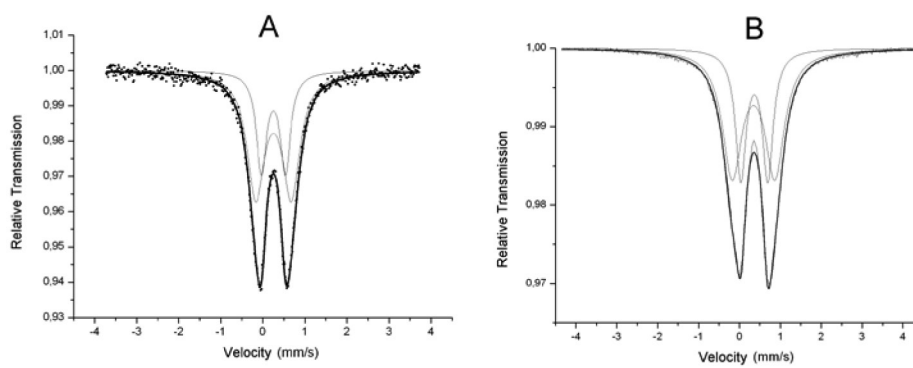 A
1,01
1,00
0,99
0,98
0,97
0,96
0,95
0,94
0,93
Relative Transmission
-4 -3 -2 -1 0 1 2 3 4
Velocity (mm/s)
B
1,00
0,99
0,98
0,97
Relative Transmission
-4 -3 -2 -1 0 1 2 3 4
Velocity (mm/s)